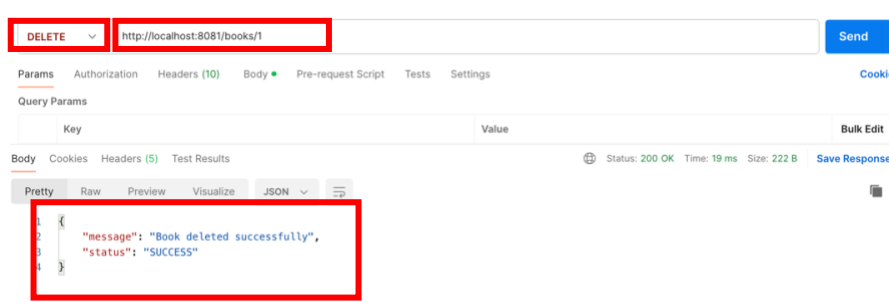 DELETE http://localhost:8081/books/1 Send
Params Authorization Headers (10) Body Pre-request Script Tests Settings Cooki
Query Params
Key Value Bulk Edit
Body Cookies Headers (5) Test Results Status: 200 OK Time: 19 ms Size: 222 B Save Response
Pretty Raw Preview Visualize JSON
1 {
2 "message": "Book deleted successfully",
3 "status": "SUCCESS"
4 }